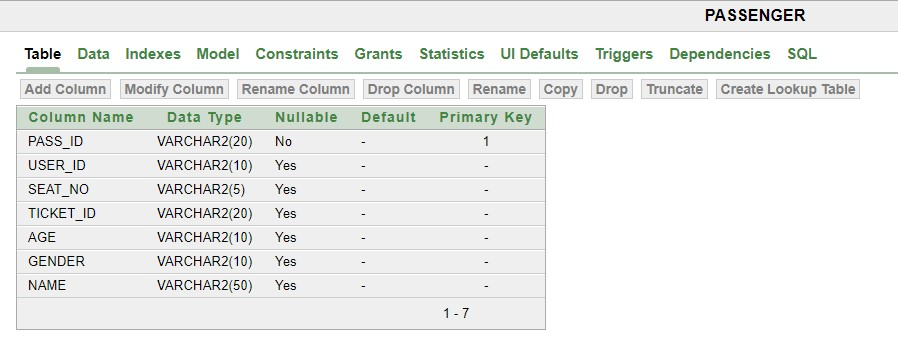 PASSENGER
Table Data Indexes Model Constraints Grants Statistics UI Defaults Triggers Dependencies SQL
Add Column Modify Column Rename Column Drop Column Rename Copy Drop Truncate Create Lookup Table
Column Name Data Type Nullable Default Primary Key
PASS_ID VARCHAR2(20) No - 1
USER_ID VARCHAR2(10) Yes - -
SEAT_NO VARCHAR2(5) Yes - -
TICKET_ID VARCHAR2(20) Yes - -
AGE VARCHAR2(10) Yes - -
GENDER VARCHAR2(10) Yes - -
NAME VARCHAR2(50) Yes - -
1 - 7